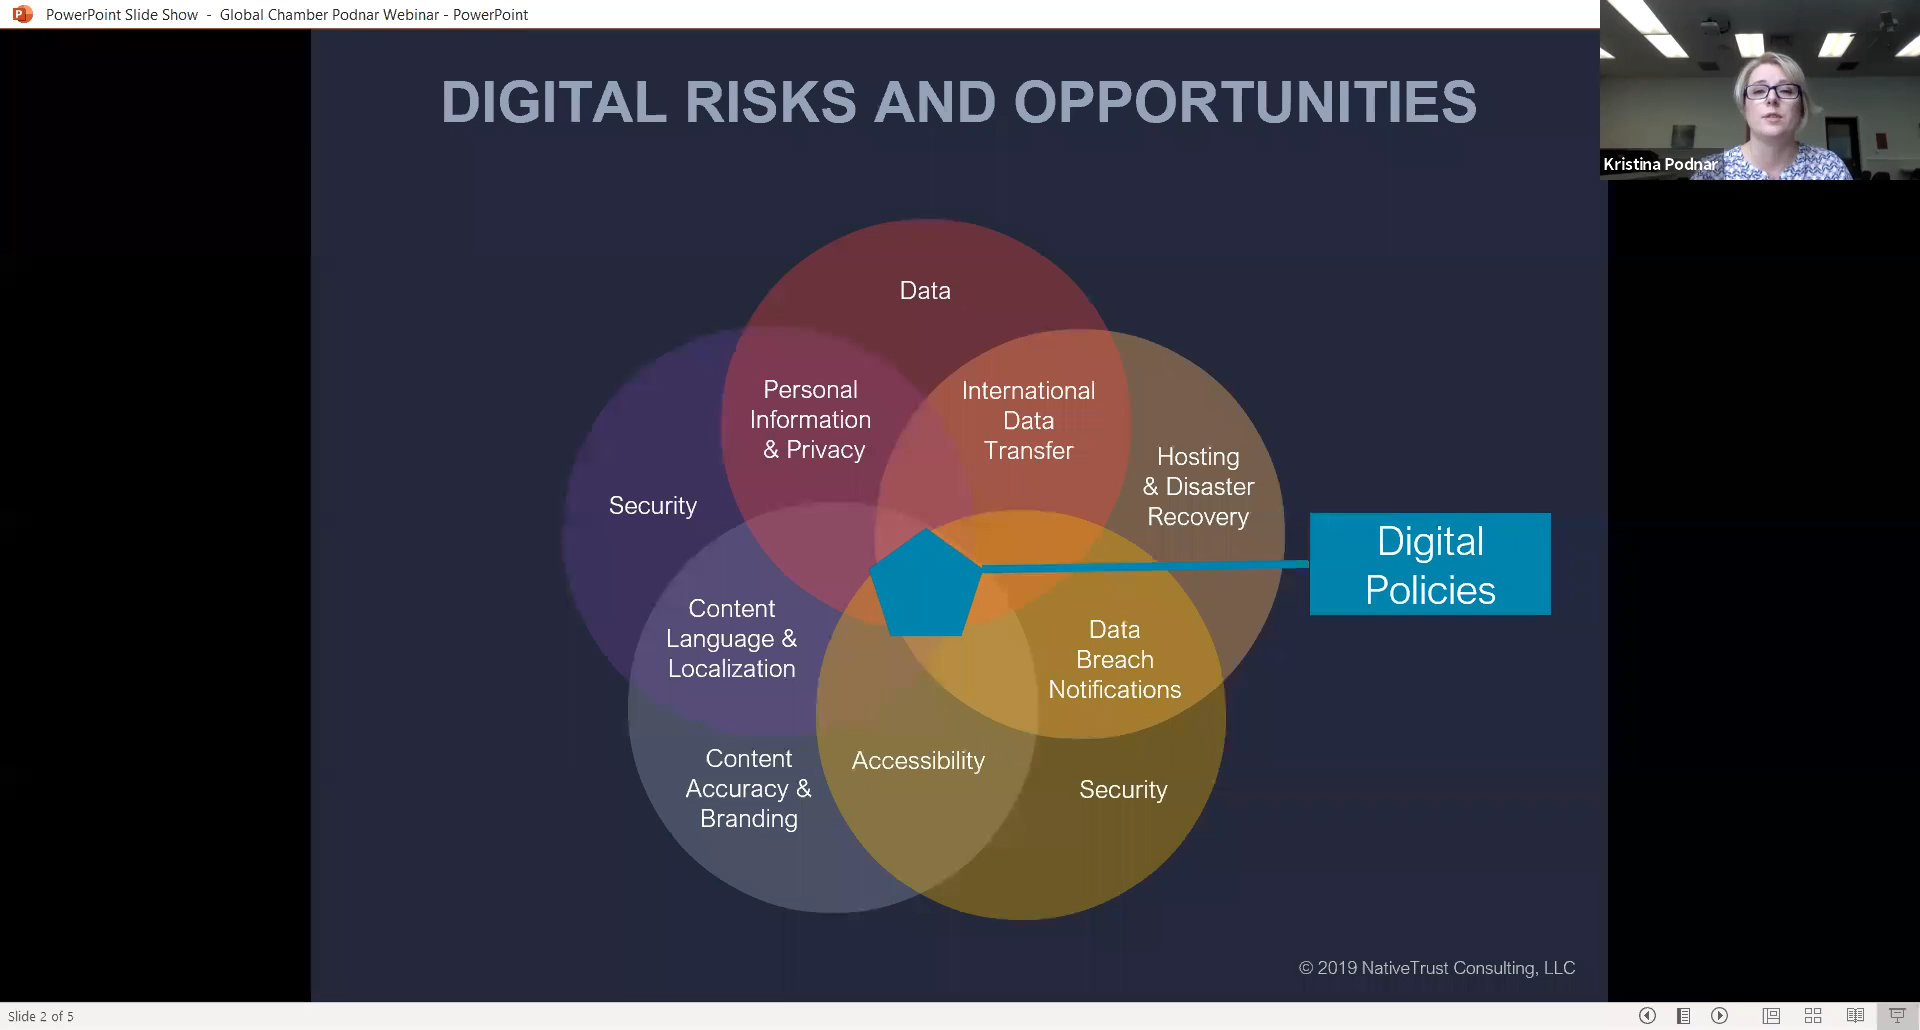 PowerPoint Slide Show - Global Chamber Podnar Webinar - PowerPoint
Kristina Podnar
DIGITAL RISKS AND OPPORTUNITIES
Data
Personal
Information
& Privacy
International
Data
Transfer
Hosting
& Disaster
Recovery
Security
Digital
Policies
Content
Language &
Localization
Data
Breach
Notifications
Content
Accuracy &
Branding
Accessibility
Security
© 2019 NativeTrust Consulting, LLC
Slide 2 of 5